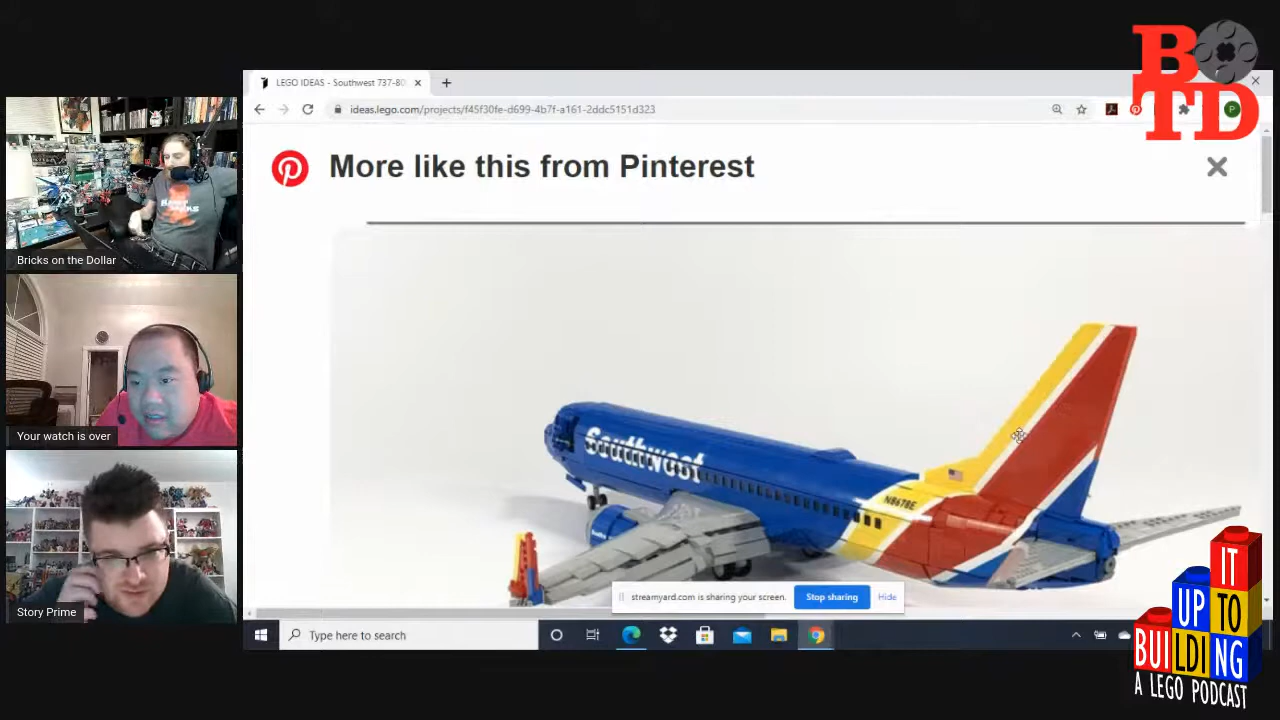 B TD
LEGO IDEAS - Southwest 737-80
ideas.lego.com/projects/f45f30fe-d699-4b7f-a161-2ddc5151d323
More like this from Pinterest
Bricks on the Dollar
Your watch is over
Story Prime
Southwest
N8678E
streamyard.com is sharing your screen.
Stop sharing
Hide
Type here to search
BUILDING
UP TO
IT
A LEGO PODCAST